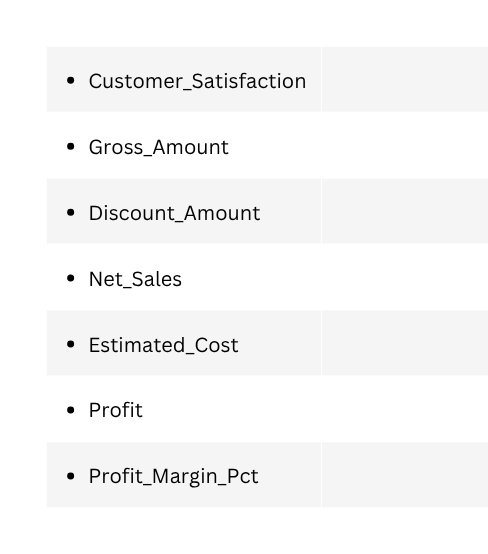 • Customer_Satisfaction
• Gross_Amount
• Discount_Amount
• Net_Sales
• Estimated_Cost
• Profit
• Profit_Margin_Pct